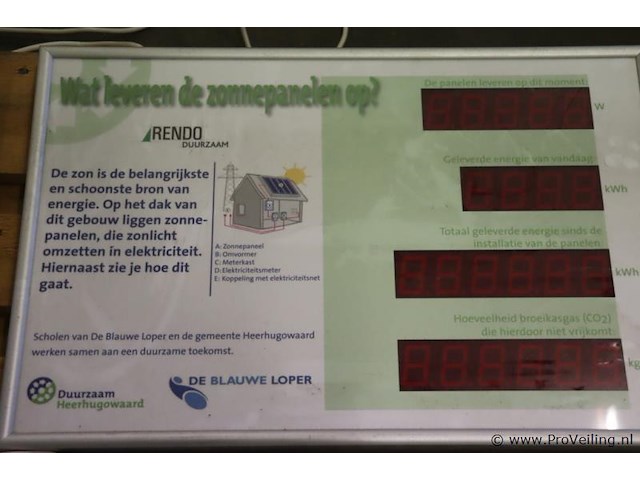 Wat leveren de zonnepanelen op?
RENDO
DUURZAAM
De zon is de belangrijkste
en schoonste bron van
energie. Op het dak van
dit gebouw liggen zonne-
panelen, die zonlicht
omzetten in elektriciteit.
Hiernaast zie je hoe dit
gaat.
A: Zonnepaneel
B: Omvormer
C: Meterkast
D: Elektriciteitsmeter
E: Koppeling met elektriciteitsnet
Scholen van De Blauwe Loper en de gemeente Heerhugowaard
werken samen aan een duurzame toekomst.
Duurzaam
Heerhugowaard
DE BLAUWE LOPER
De panelen leveren op dit moment:
W
Geleverde energie van vandaag:
kWh
Totaal geleverde energie sinds de
installatie van de panelen:
kWh
Hoeveelheid broeikasgas (CO2)
die hierdoor niet vrijkomt:
kg
© www.ProVeiling.nl